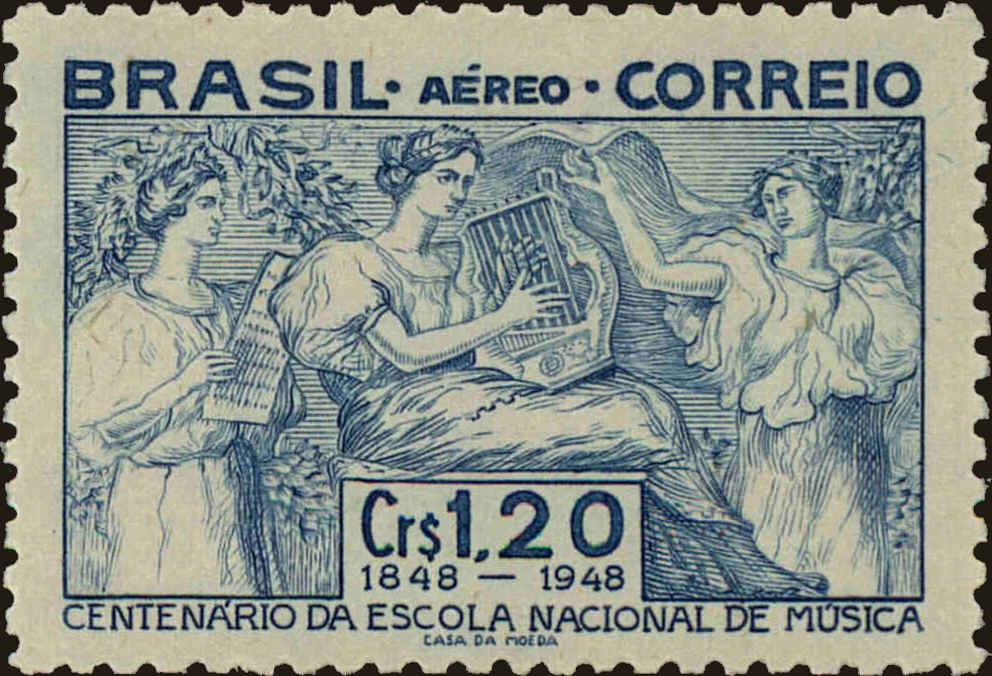 BRASIL · AÉREO · CORREIO
Cr$ 1,20
1848 — 1948
CENTENÁRIO DA ESCOLA NACIONAL DE MÚSICA
CASA DA MOEDA